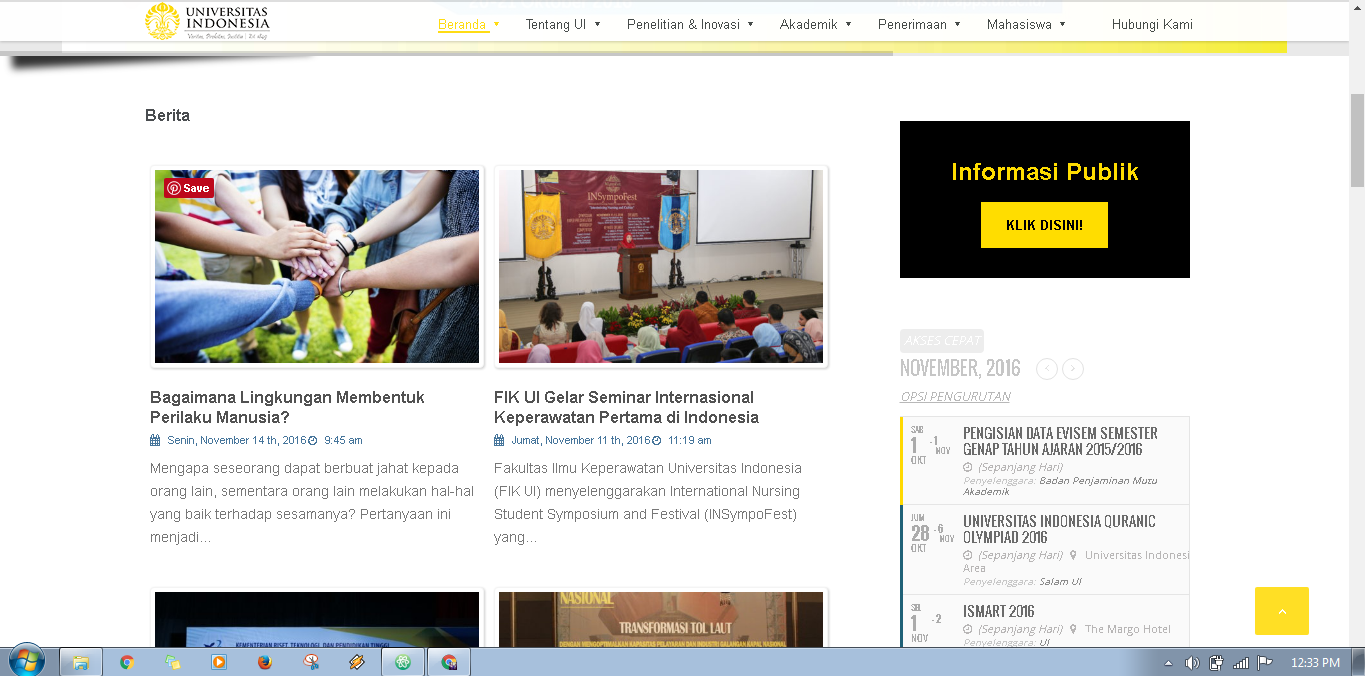 UNIVERSITAS
INDONESIA
Beranda
Tentang UI
Penelitian & Inovasi
Akademik
Penerimaan
Mahasiswa
Hubungi Kami
Berita
Save
INSympoFest
Bagaimana Lingkungan Membentuk
Perilaku Manusia?
Senin, November 14 th, 2016 9:45 am
Mengapa seseorang dapat berbuat jahat kepada
orang lain, sementara orang lain melakukan hal-hal
yang baik terhadap sesamanya? Pertanyaan ini
menjadi...
FIK UI Gelar Seminar Internasional
Keperawatan Pertama di Indonesia
Jumat, November 11 th, 2016 11:19 am
Fakultas Ilmu Keperawatan Universitas Indonesia
(FIK UI) menyelenggarakan International Nursing
Student Symposium and Festival (INSympoFest)
yang...
KEMENTERIAN RISET, TEKNOLOGI DAN PENDIDIKAN TINGGI
NASIONAL
TRANSFORMASI TOL LAUT
Informasi Publik
KLIK DISINI!
AKSES CEPAT
NOVEMBER, 2016
OPSI PENGURUTAN
SAB
1 -1
OKT NOV
PENGISIAN DATA EVISEM SEMESTER
GENAP TAHUN AJARAN 2015/2016
(Sepanjang Hari)
Penyelenggara: Badan Penjaminan Mutu
Akademik
JUM
28 -6
OKT NOV
UNIVERSITAS INDONESIA QURANIC
OLYMPIAD 2016
(Sepanjang Hari) Universitas Indonesi
Area
Penyelenggara: Salam UI
SEL
1 -2
NOV
ISMART 2016
(Sepanjang Hari) The Margo Hotel
Penyelenggara: UI
12:33 PM